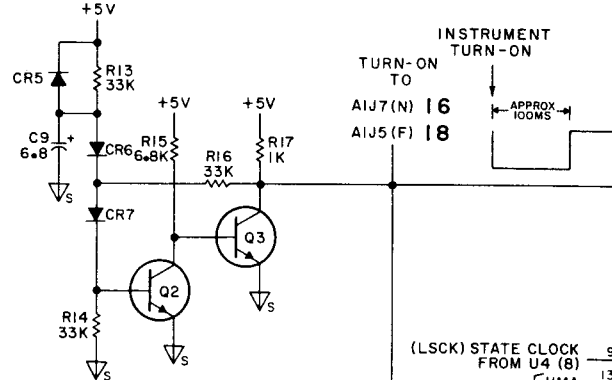 +5V
INSTRUMENT
TURN-ON
CR5
R13
33K
TURN-ON
TO
A1J7(N) 16
A1J5(F) 18
APPROX
100MS
+5V
+5V
C9
6.8
+
CR6
R15
6.8K
R16
33K
R17
1K
S
CR7
Q3
Q2
S
R14
33K
S
S
(LSCK) STATE CLOCK
FROM U4 (8)
9
13